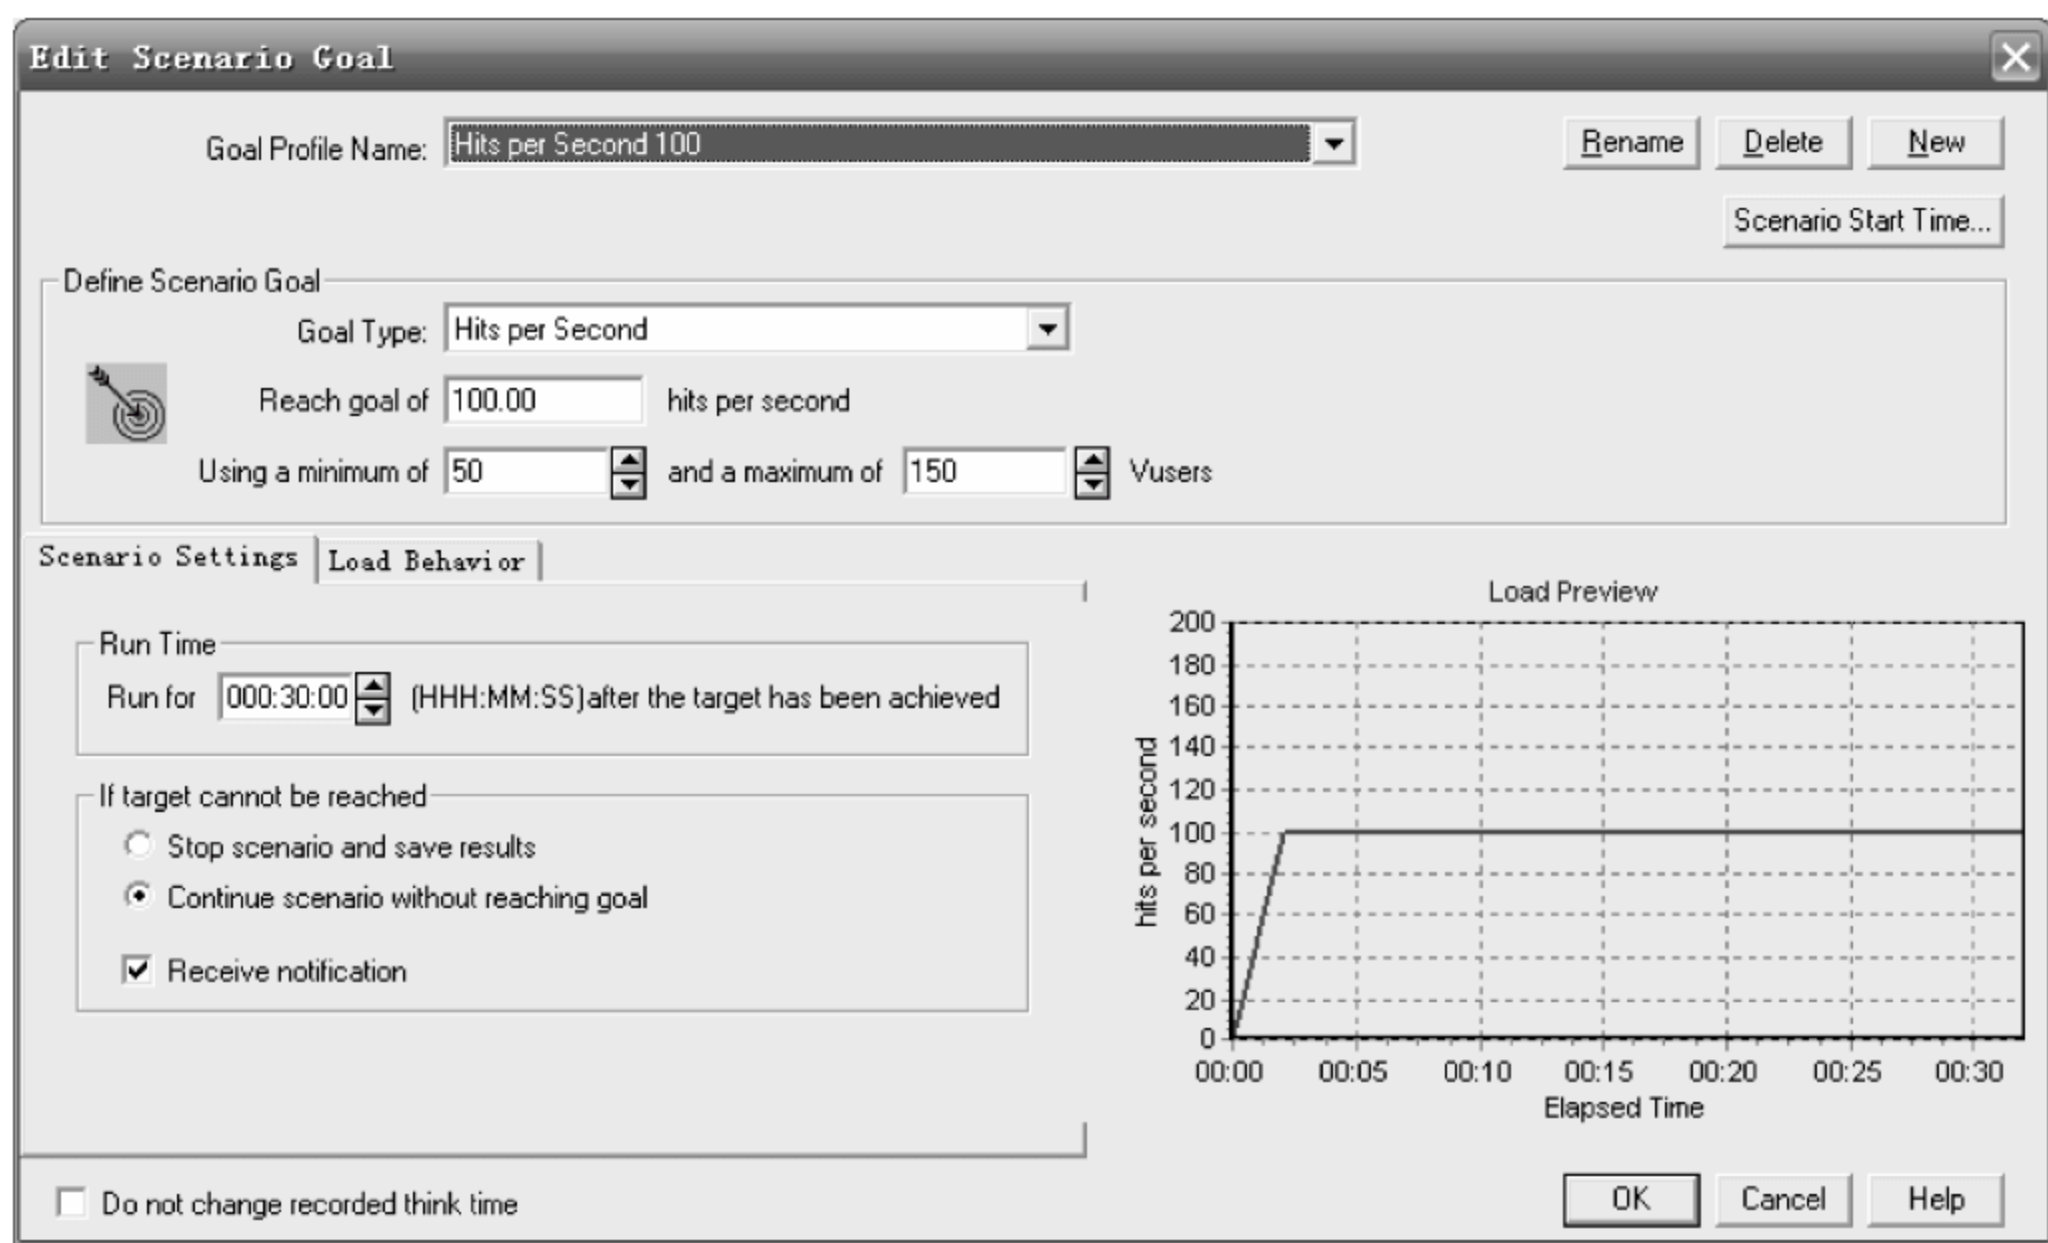 Edit Scenario Goal
Goal Profile Name: Hits per Second 100 Rename Delete New
Scenario Start Time...
Define Scenario Goal
Goal Type: Hits per Second
Reach goal of 100.00 hits per second
Using a minimum of 50 and a maximum of 150 Vusers
Scenario Settings Load Behavior
Run Time
Run for 000:30:00 (HHH:MM:SS)after the target has been achieved
If target cannot be reached
Stop scenario and save results
Continue scenario without reaching goal
Receive notification
Load Preview
hits per second
200
180
160
140
120
100
80
60
40
20
0
00:00 00:05 00:10 00:15 00:20 00:25 00:30
Elapsed Time
Do not change recorded think time
OK Cancel Help